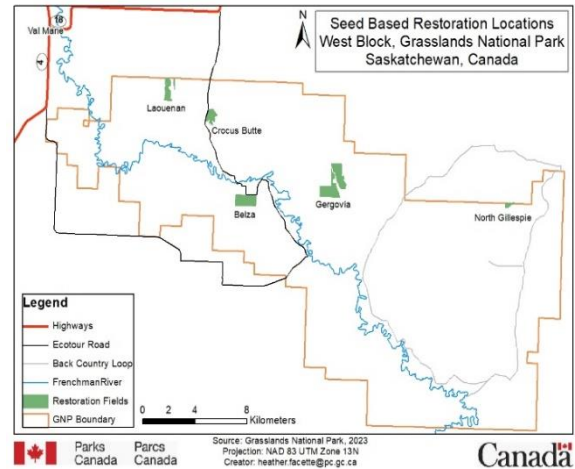 Seed Based Restoration Locations
West Block, Grasslands National Park
Saskatchewan, Canada
N
18
Val Marie
4
Laouenan
Crocus Butte
Belza
Gergovia
North Gillespie
Legend
Highways
Ecotour Road
Back Country Loop
FrenchmanRiver
Restoration Fields
GNP Boundary
0 2 4 8
Kilometers
Parks Canada
Parcs Canada
Source: Grasslands National Park, 2023
Projection: NAD 83 UTM Zone 13N
Creator: heather.facette@pc.gc.ca
Canada